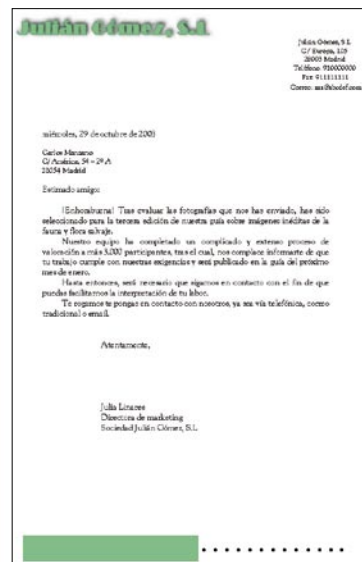 Julián Gómez, S.L
Julián Gómez, S.L
C/ Europa, 105
28003 Madrid
Teléfono: 910000000
Fax: 911111111
Correo:
miércoles, 29 de octubre de 2003
Carlos Manzano
C/ América, 54 – 2º A
28054 Madrid
Estimado amigo:
¡Enhorabuena! Tras evaluar las fotografías que nos has enviado, has sido
seleccionado para la tercera edición de nuestra guía sobre imágenes inéditas de la
fauna y flora salvaje.
Nuestro equipo ha completado un complicado y extenso proceso de
valoración a más 3.000 participantes, tras el cual, nos complace informarte de que
tu trabajo cumple con nuestras exigencias y será publicado en la guía del próximo
mes de enero.
Hasta entonces, será necesario que sigamos en contacto con el fin de que
puedas facilitarnos la interpretación de tu labor.
Te rogamos te pongas en contacto con nosotros, ya sea vía telefónica, correo
tradicional o email.
Atentamente,
Julia Linares
Directora de marketing
Sociedad Julián Gómez, S.L